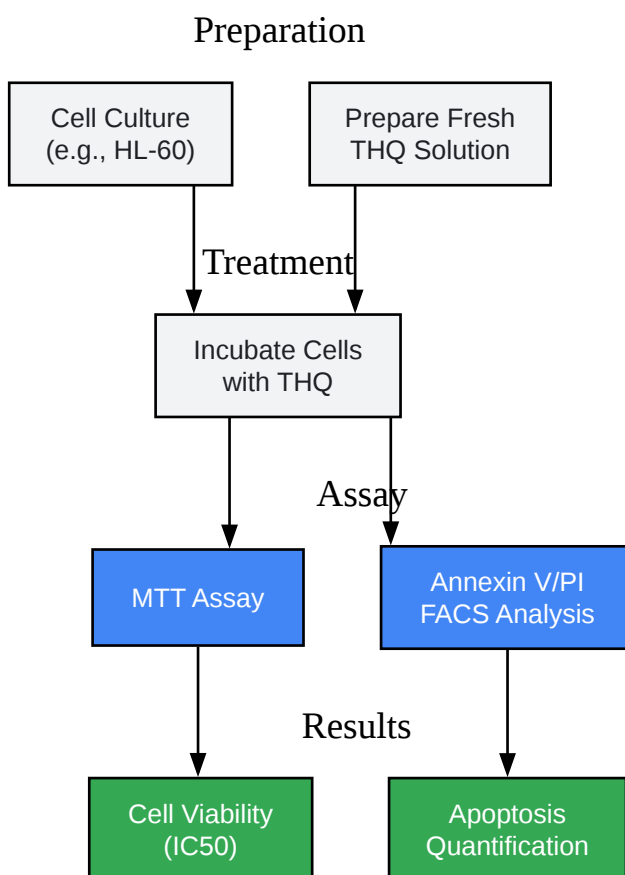 Preparation
Cell Culture
(e.g., HL-60)
Prepare Fresh
THQ Solution
Treatment
Incubate Cells
with THQ
Assay
MTT Assay
Annexin V/PI
FACS Analysis
Results
Cell Viability
(IC50)
Apoptosis
Quantification